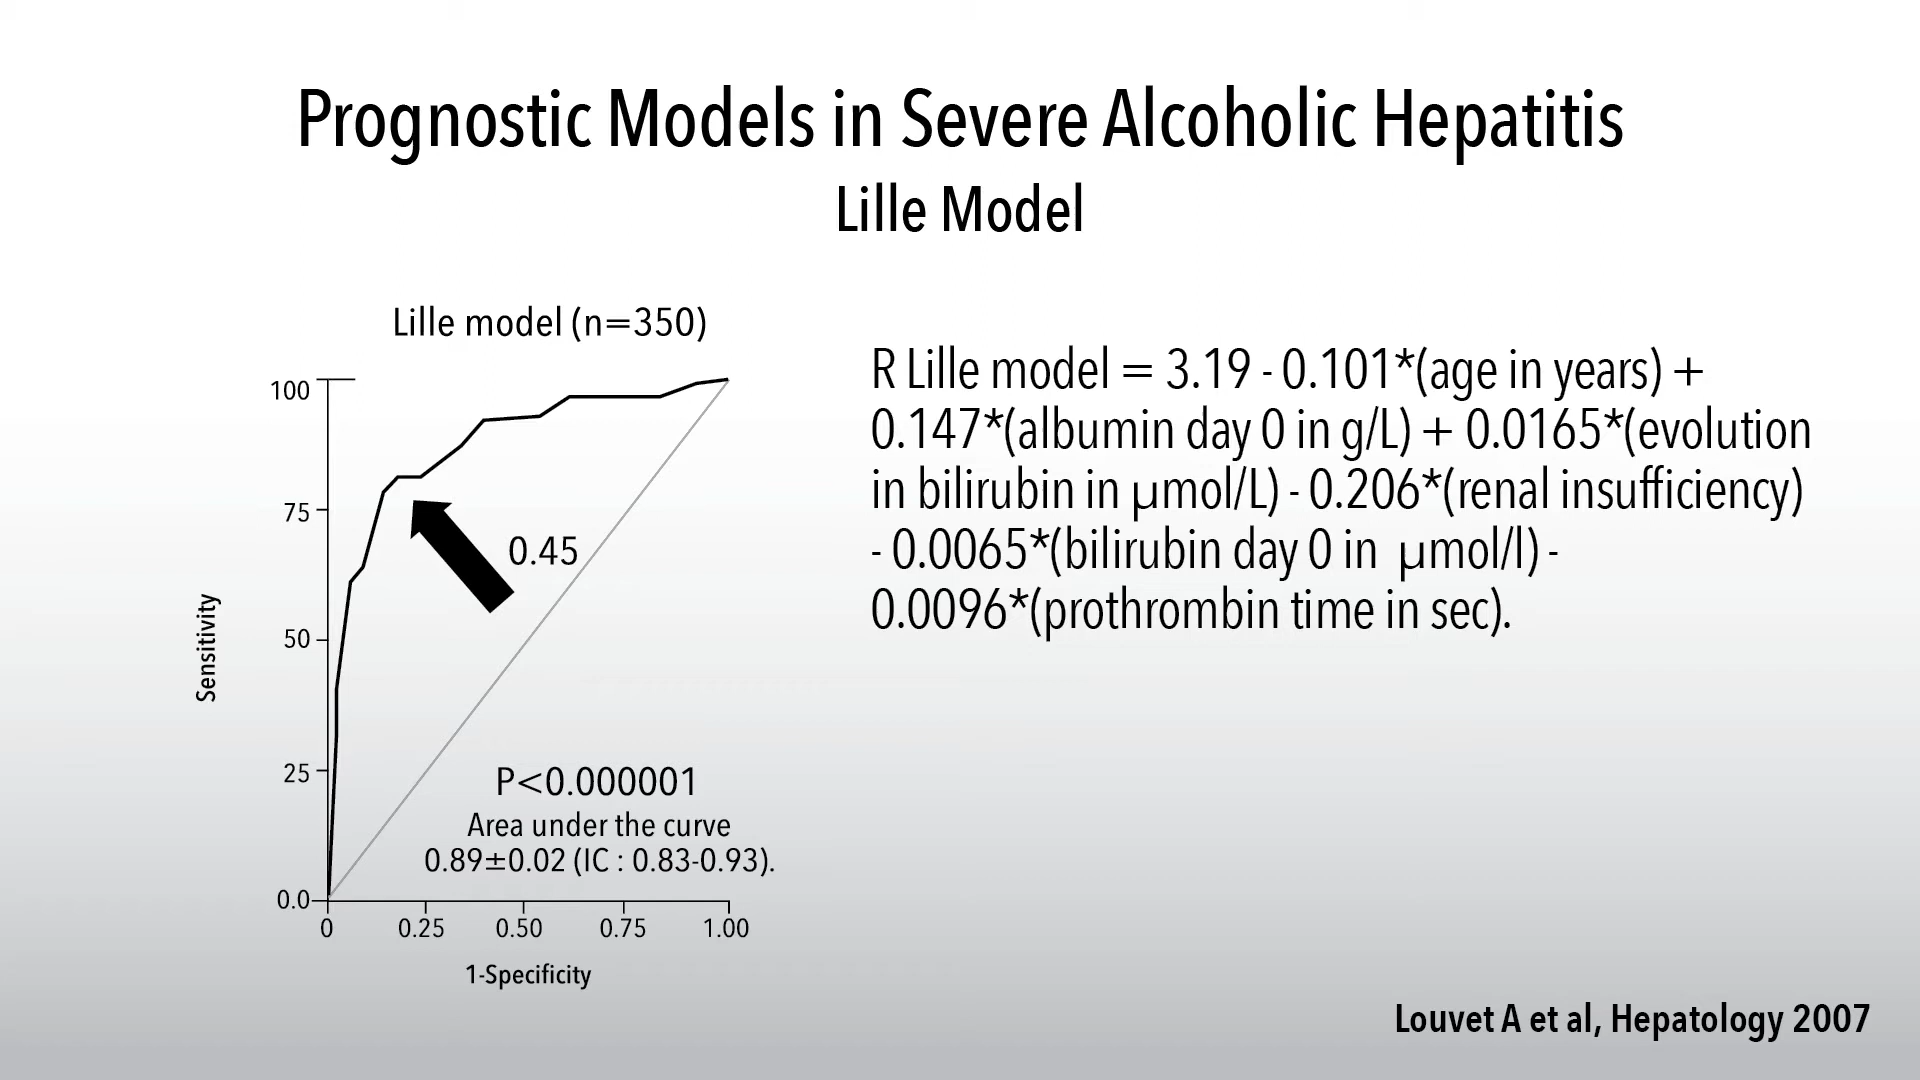 Prognostic Models in Severe Alcoholic Hepatitis
Lille Model
Lille model (n=350)
100
75
50
25
0.0
Sensitivity
0.45
P<0.000001
Area under the curve
0.89±0.02 (IC : 0.83-0.93).
0
0.25
0.50
0.75
1.00
1-Specificity
R Lille model = 3.19 - 0.101*(age in years) +
0.147*(albumin day 0 in g/L) + 0.0165*(evolution
in bilirubin in µmol/L) - 0.206*(renal insufficiency)
- 0.0065*(bilirubin day 0 in µmol/l) -
0.0096*(prothrombin time in sec).
Louvet A et al, Hepatology 2007